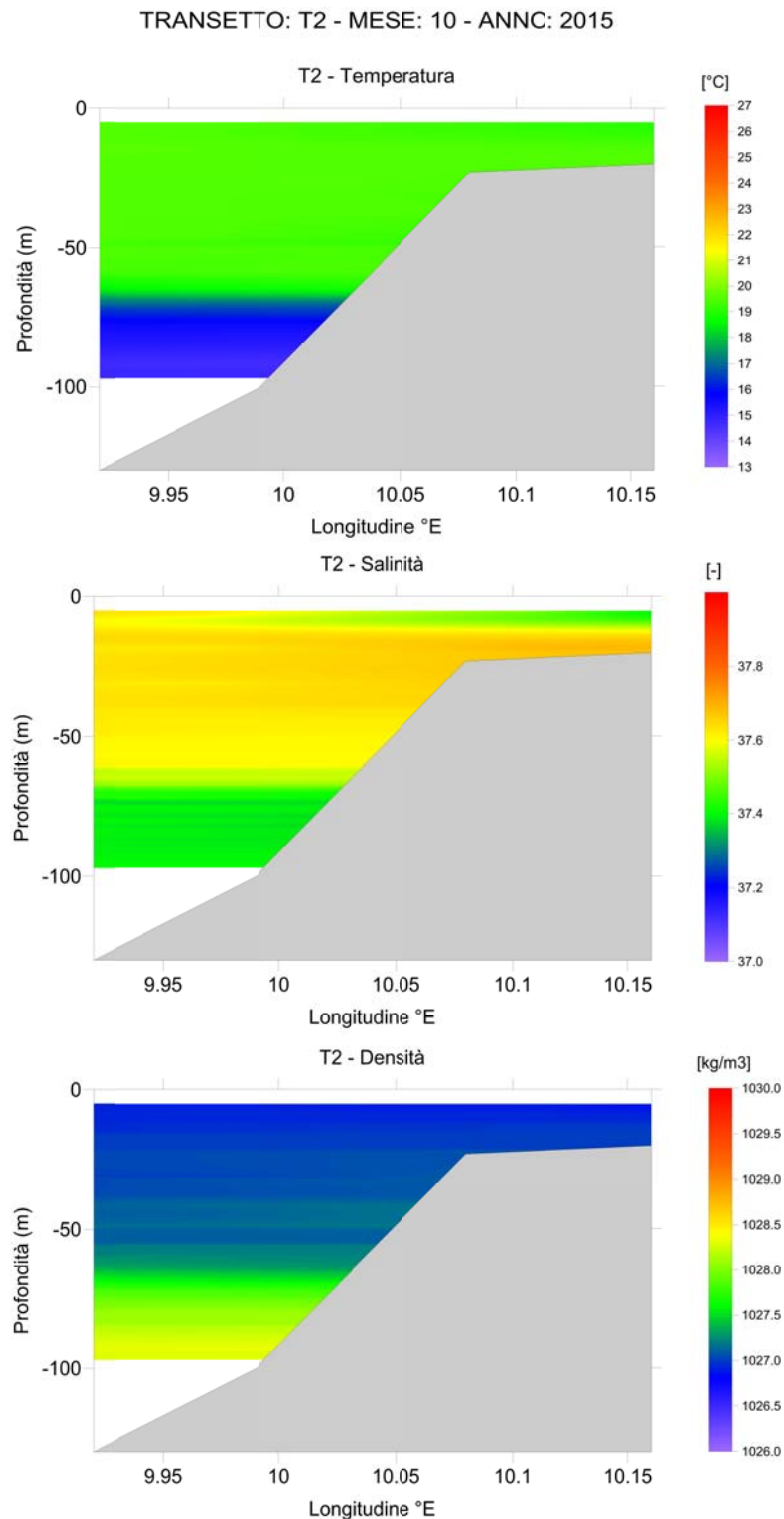 TRANSETTO: T2 - MESE: 10 - ANNO: 2015
T2 - Temperatura
[°C]
0
-50
-100
Profondità (m)
9.95 10 10.05 10.1 10.15
Longitudine °E
27
26
25
24
23
22
21
20
19
18
17
16
15
14
13
T2 - Salinità
[-]
0
-50
-100
Profondità (m)
9.95 10 10.05 10.1 10.15
Longitudine °E
37.8
37.6
37.4
37.2
37.0
T2 - Densità
[kg/m3]
0
-50
-100
Profondità (m)
9.95 10 10.05 10.1 10.15
Longitudine °E
1030.0
1029.5
1029.0
1028.5
1028.0
1027.5
1027.0
1026.5
1026.0